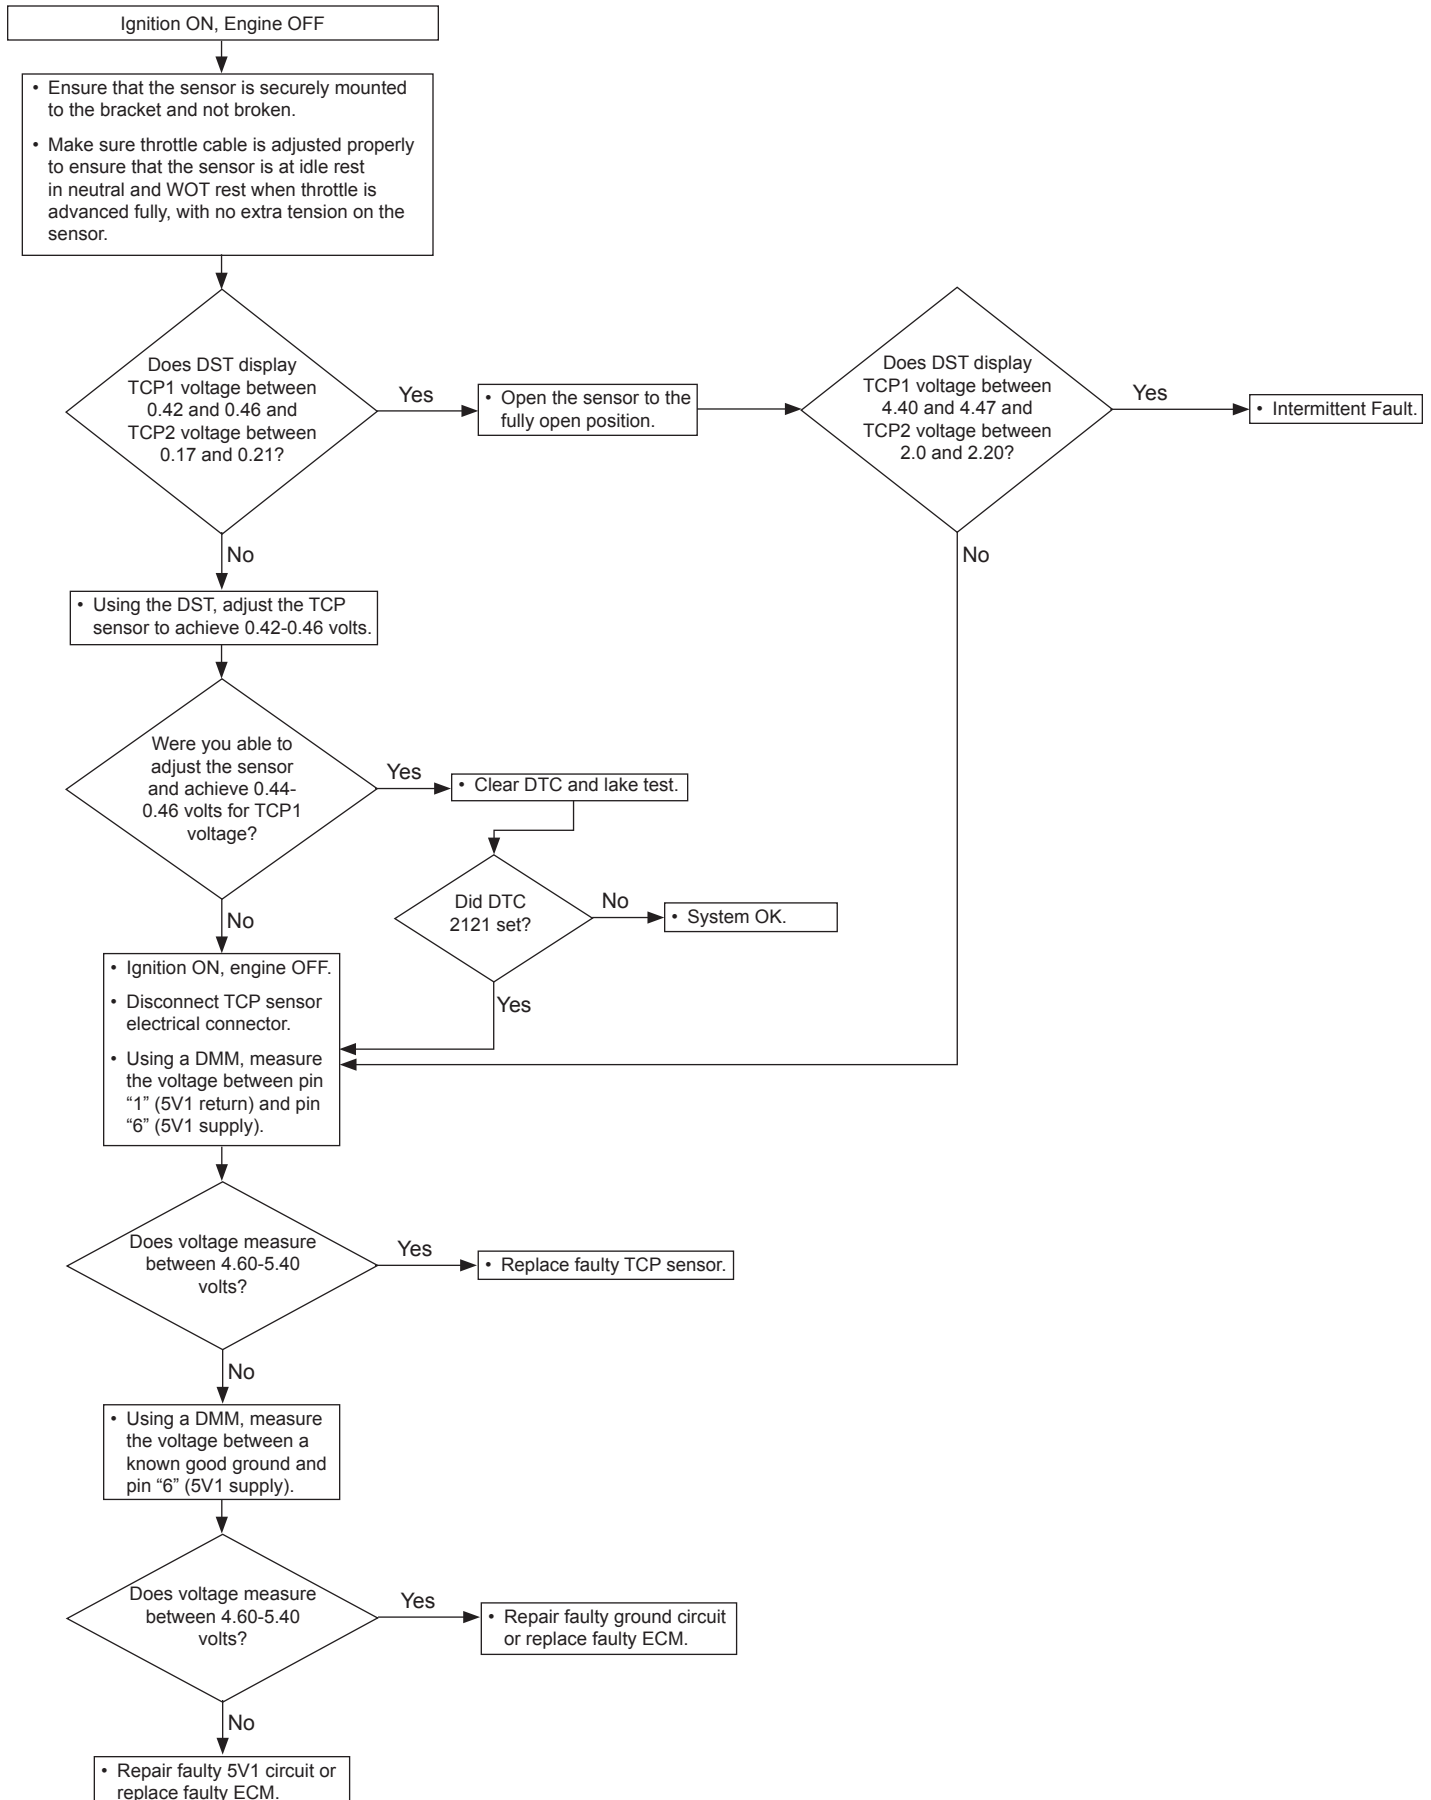 Ignition ON, Engine OFF
• Ensure that the sensor is securely mounted
to the bracket and not broken.
• Make sure throttle cable is adjusted properly
to ensure that the sensor is at idle rest
in neutral and WOT rest when throttle is
advanced fully, with no extra tension on the
sensor.
Does DST display
TCP1 voltage between
0.42 and 0.46 and
TCP2 voltage between
0.17 and 0.21?
Yes
• Open the sensor to the
fully open position.
Does DST display
TCP1 voltage between
4.40 and 4.47 and
TCP2 voltage between
2.0 and 2.20?
Yes
• Intermittent Fault.
No
No
• Using the DST, adjust the TCP
sensor to achieve 0.42-0.46 volts.
Were you able to
adjust the sensor
and achieve 0.44-
0.46 volts for TCP1
voltage?
Yes
• Clear DTC and lake test.
Did DTC
2121 set?
No
• System OK.
Yes
No
• Ignition ON, engine OFF.
• Disconnect TCP sensor
electrical connector.
• Using a DMM, measure
the voltage between pin
“1” (5V1 return) and pin
“6” (5V1 supply).
Does voltage measure
between 4.60-5.40
volts?
Yes
• Replace faulty TCP sensor.
No
• Using a DMM, measure
the voltage between a
known good ground and
pin “6” (5V1 supply).
Does voltage measure
between 4.60-5.40
volts?
Yes
• Repair faulty ground circuit
or replace faulty ECM.
No
• Repair faulty 5V1 circuit or
replace faulty ECM.